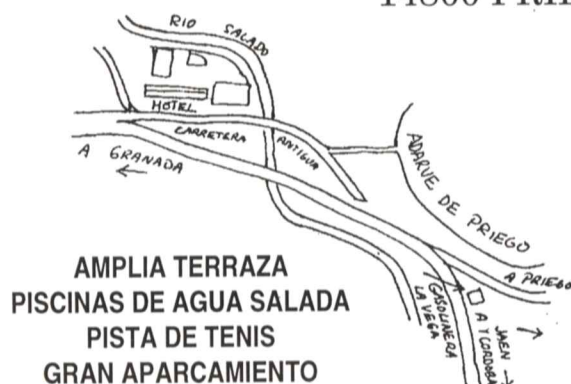 RIO SALADO
HOTEL
CARRETERA ANTIGUA
A GRANADA
ADARVE DE PRIEGO
A PRIEGO
GASOLINERA
LA VEGA
A Y CORDOBA
JAEN
AMPLIA TERRAZA
PISCINAS DE AGUA SALADA
PISTA DE TENIS
GRAN APARCAMIENTO